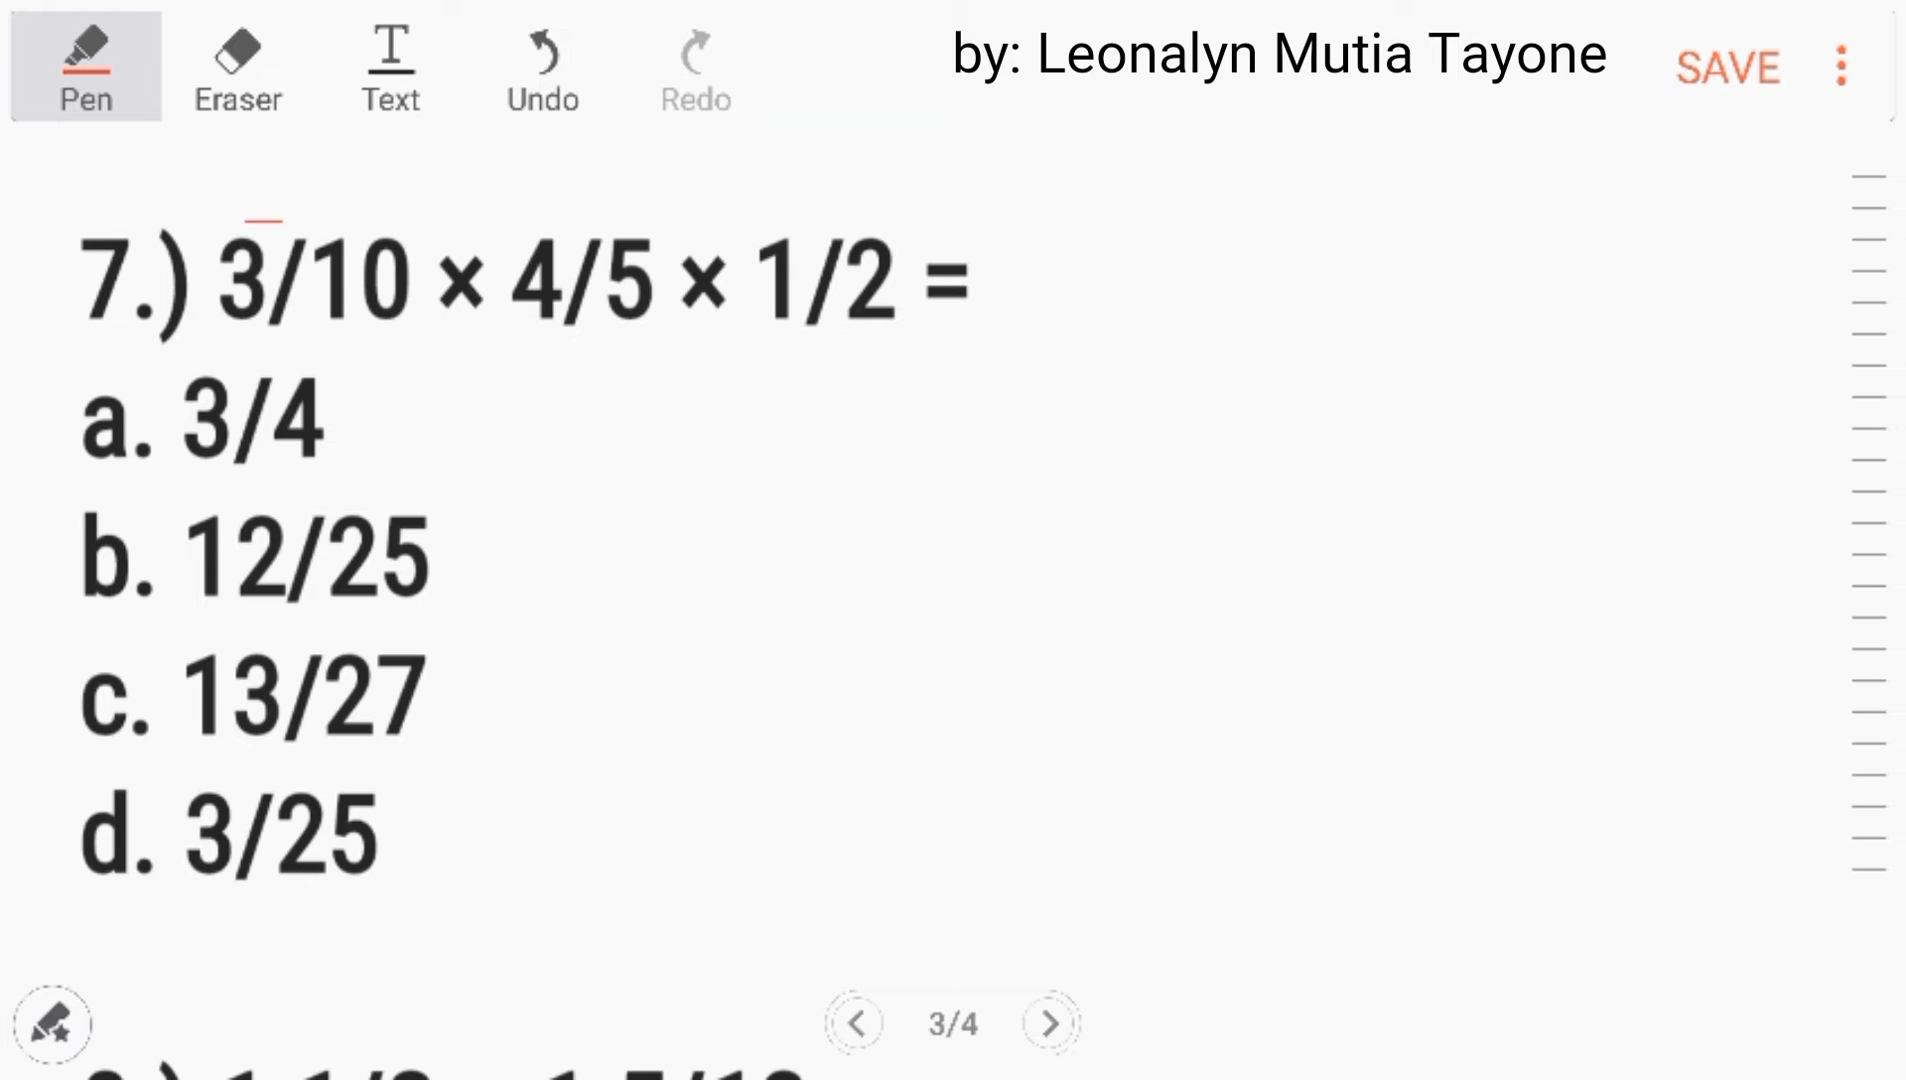 Pen Eraser Text Undo Redo by: Leonalyn Mutia Tayone SAVE
7.) 3/10 × 4/5 × 1/2 =
a. 3/4
b. 12/25
c. 13/27
d. 3/25
3/4